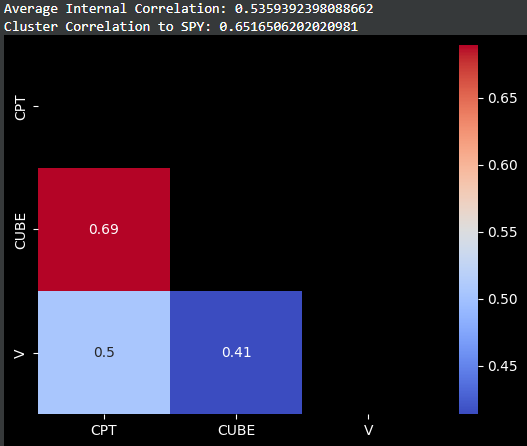 Average Internal Correlation: 0.5359392398088662
Cluster Correlation to SPY: 0.6516506202020981
CPT
CUBE
V
0.69
0.5
0.41
CPT
CUBE
V
0.65
0.60
0.55
0.50
0.45